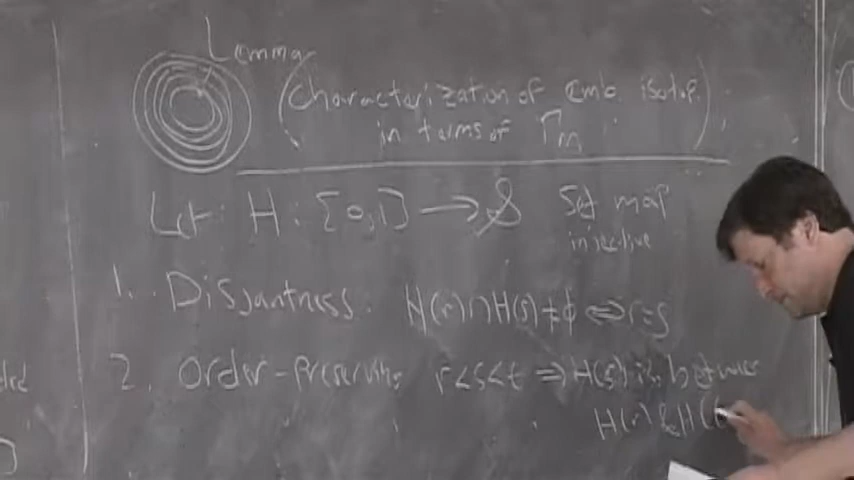 Lemma
(Characterization of emb. isotop.
in terms of Γ_M)
Let: H: [0,1] → 𝒮 Set map
injective
1. Disjointness. H(r)∩H(s)≠∅ ⟺ r=s
2. Order-Preserving r<s<t ⟹ H(s) is between
H(r) & H(